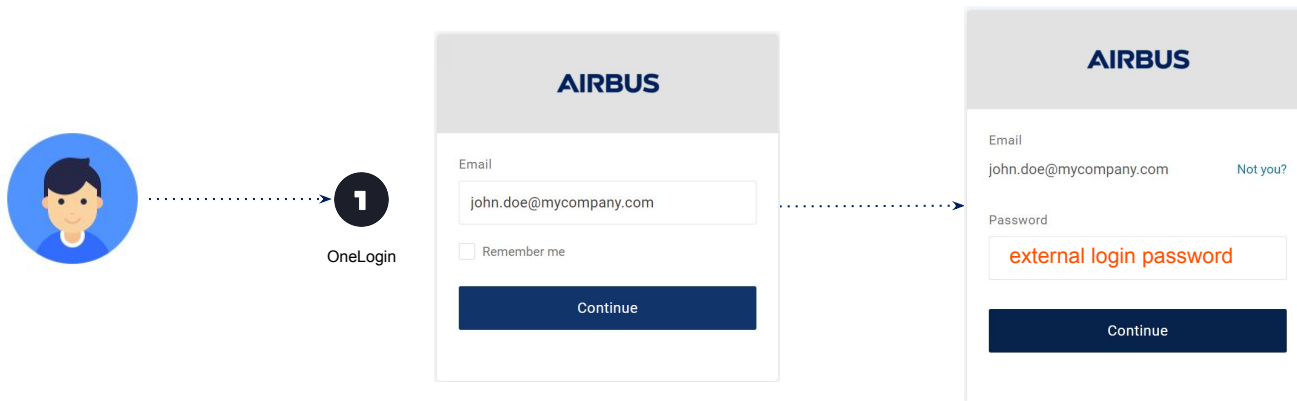 1
OneLogin
AIRBUS
Email
john.doe@mycompany.com
Remember me
Continue
AIRBUS
Email
john.doe@mycompany.com Not you?
Password
external login password
Continue